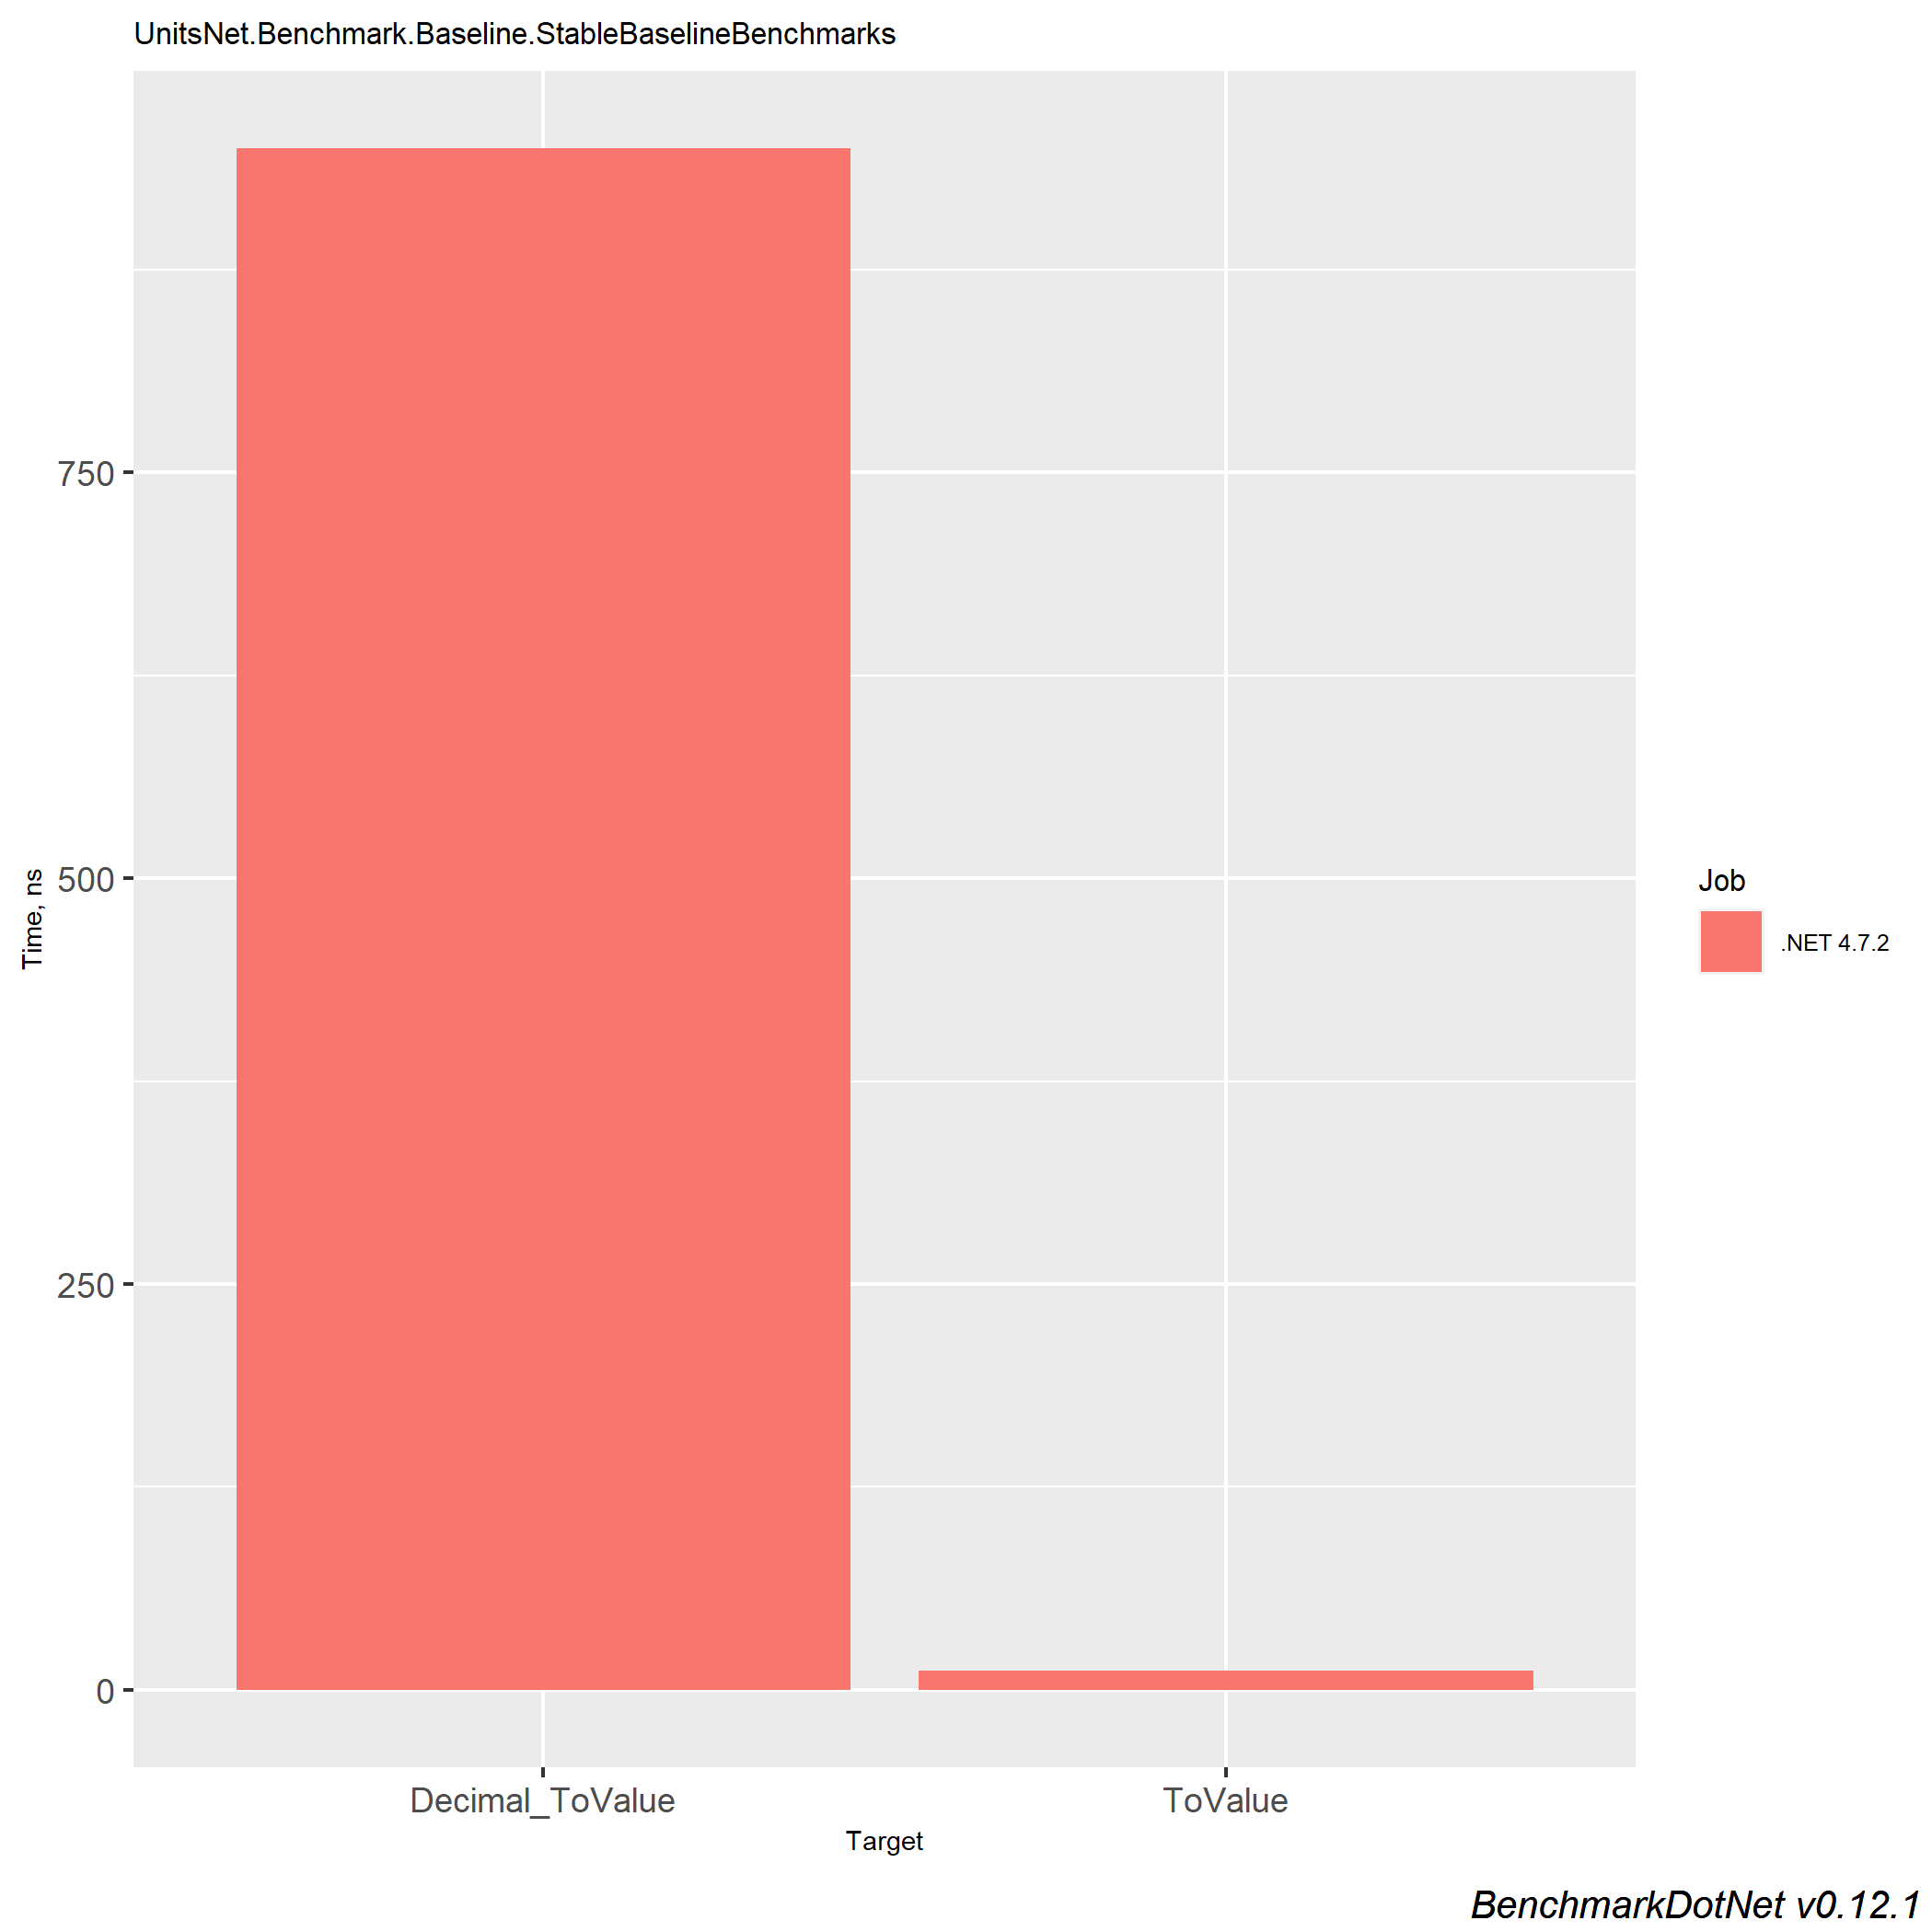 UnitsNet.Benchmark.Baseline.StableBaselineBenchmarks
Time, ns
750
500
250
0
Decimal_ToValue
ToValue
Target
Job
.NET 4.7.2
BenchmarkDotNet v0.12.1